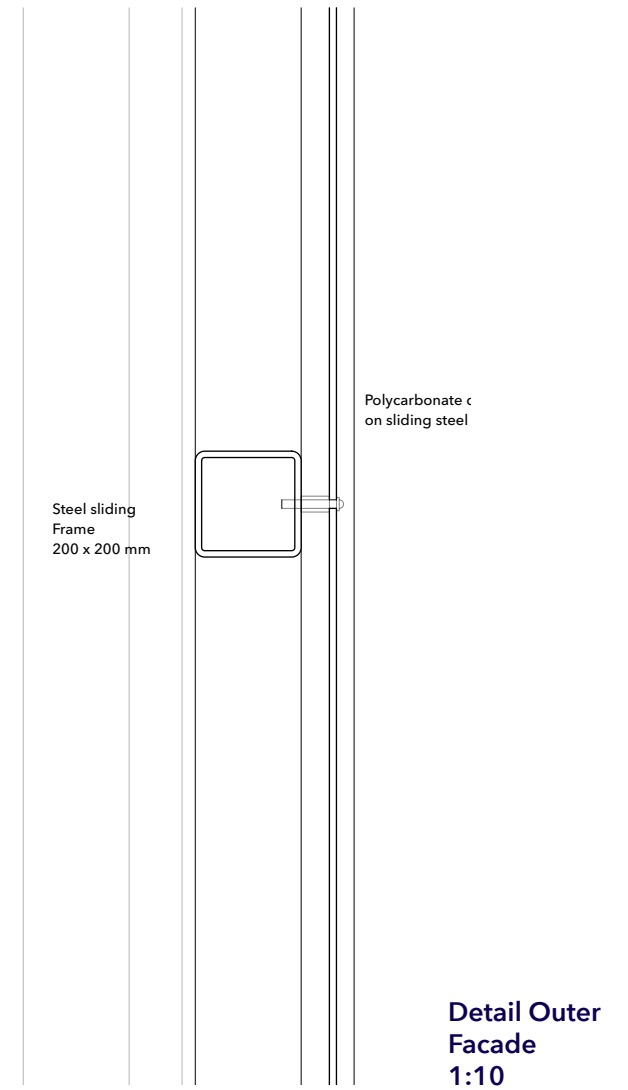 Polycarbonate
on sliding steel
Steel sliding
Frame
200 x 200 mm
Detail Outer
Facade
1:10